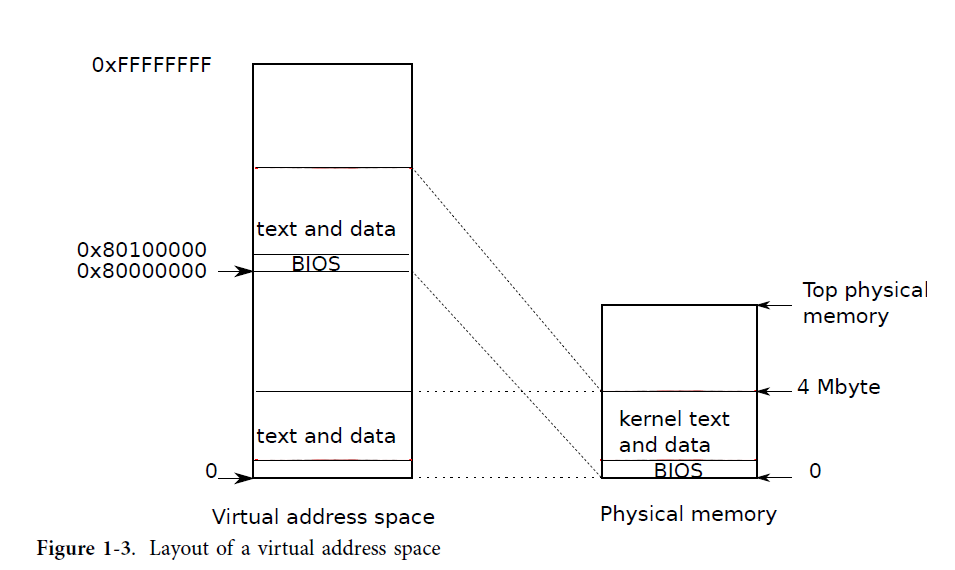 0xFFFFFFFF
text and data
0x80100000
BIOS
0x80000000
Top physical
memory
4 Mbyte
kernel text
and data
text and data
0
BIOS
0
Virtual address space
Physical memory
Figure 1-3. Layout of a virtual address space